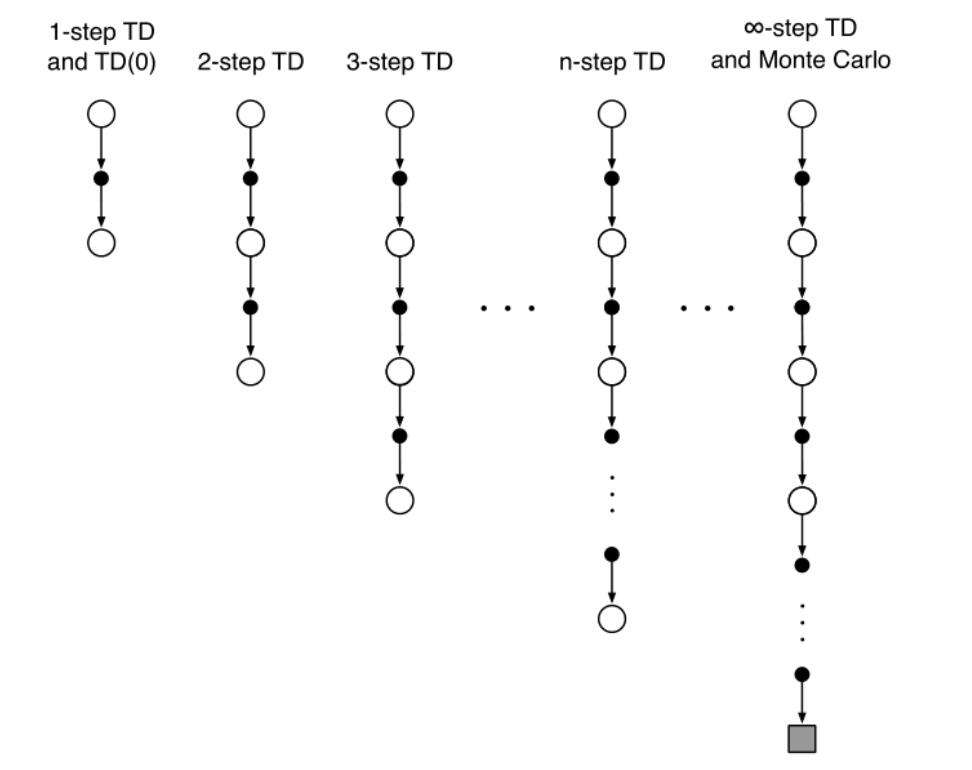 1-step TD
and TD(0)
2-step TD
3-step TD
n-step TD
∞-step TD
and Monte Carlo